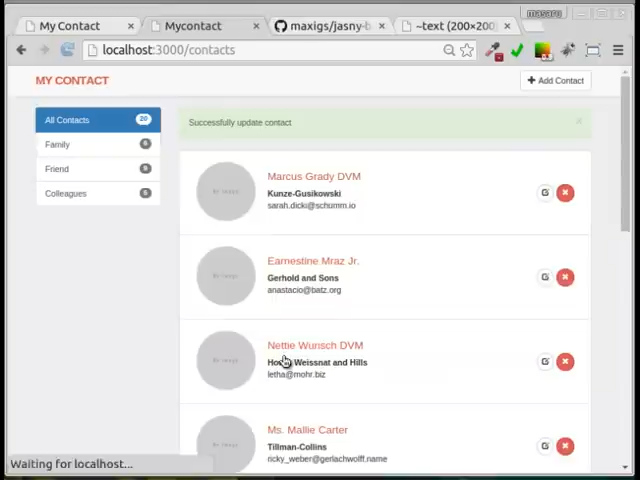 masaru
My Contact
Mycontact
maxigs/jasny-b
~text (200×200)
localhost:3000/contacts
MY CONTACT
Add Contact
All Contacts 20
Family 6
Friend
Colleagues
Successfully update contact ×
Marcus Grady DVM
Kunze-Gusikowski
sarah.dicki@schumm.io
Earnestine Mraz Jr.
Gerhold and Sons
anastacio@batz.org
Nettie Wunsch DVM
Weissnat and Hills
letha@mohr.biz
Ms. Mallie Carter
Tillman-Collins
ricky_weber@gerlachwolff.name
Waiting for localhost...